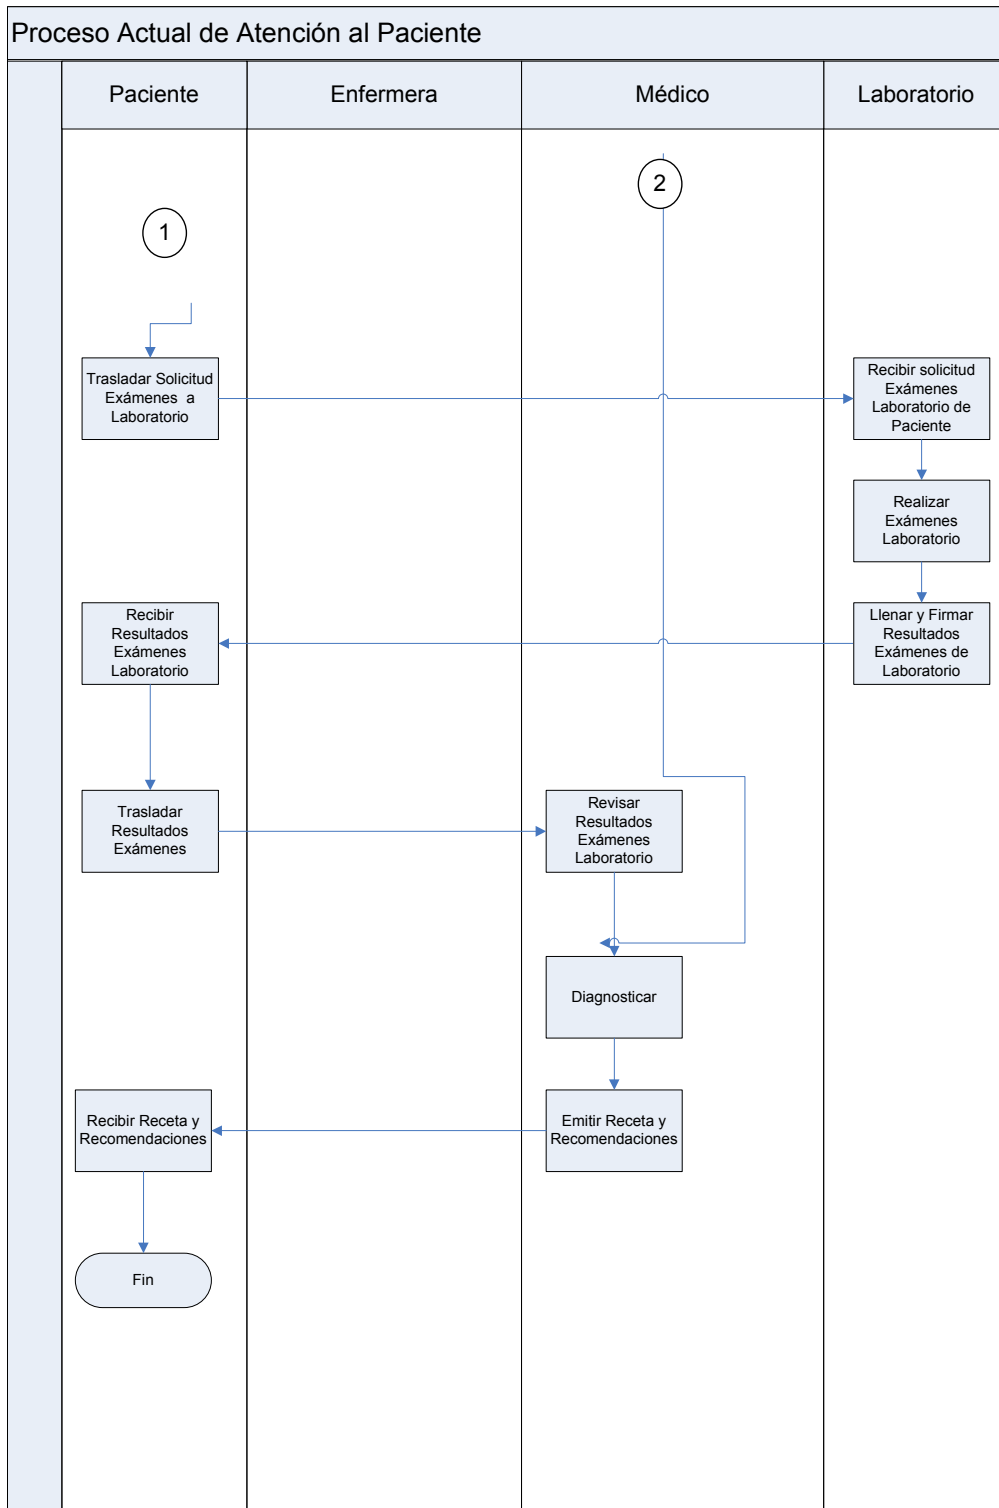 Proceso Actual de Atención al Paciente
Paciente
Enfermera
Médico
Laboratorio
2
1
Trasladar Solicitud
Exámenes a
Laboratorio
Recibir solicitud
Exámenes
Laboratorio de
Paciente
Realizar
Exámenes
Laboratorio
Recibir
Resultados
Exámenes
Laboratorio
Llenar y Firmar
Resultados
Exámenes de
Laboratorio
Trasladar
Resultados
Exámenes
Revisar
Resultados
Exámenes
Laboratorio
Diagnosticar
Recibir Receta y
Recomendaciones
Emitir Receta y
Recomendaciones
Fin